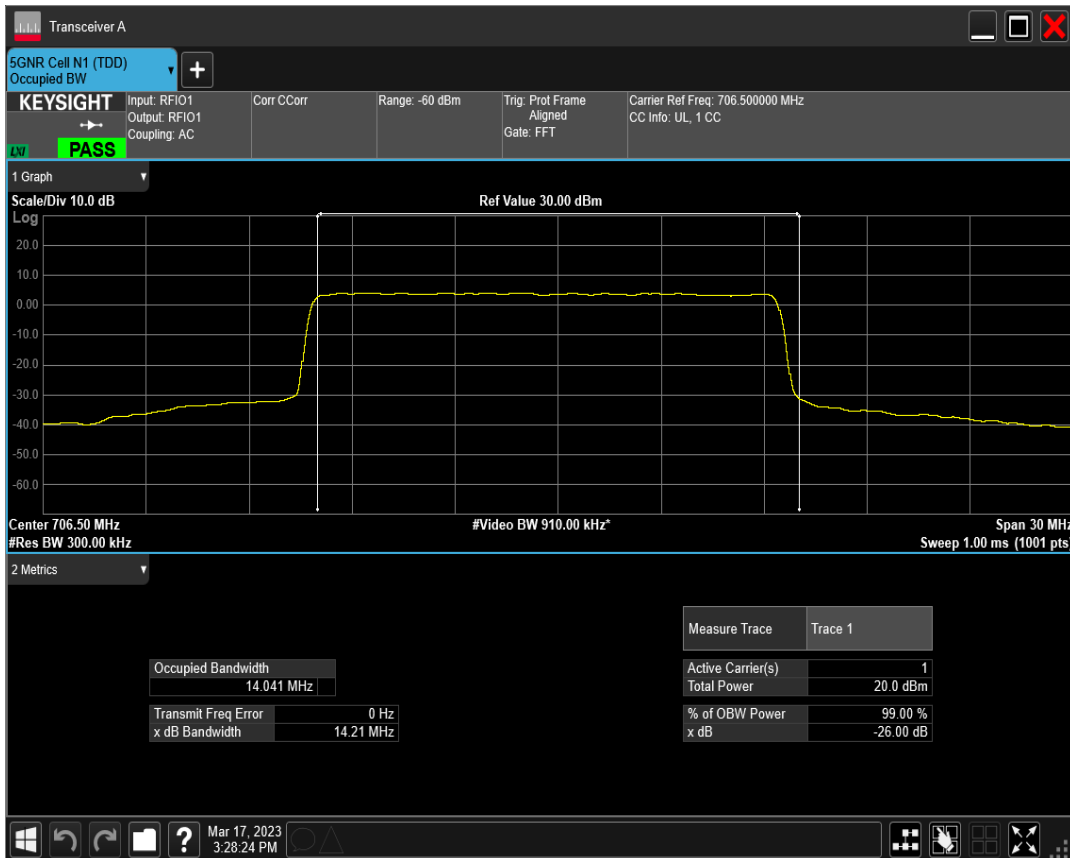 Transceiver A
5GNR Cell N1 (TDD)
Occupied BW
+
KEYSIGHT
LXI
PASS
Input: RFIO1
Output: RFIO1
Coupling: AC
Corr CCorr
Range: -60 dBm
Trig: Prot Frame
Aligned
Gate: FFT
Carrier Ref Freq: 706.500000 MHz
CC Info: UL, 1 CC
1 Graph
Scale/Div 10.0 dB
Ref Value 30.00 dBm
Log
20.0
10.0
0.00
-10.0
-20.0
-30.0
-40.0
-50.0
-60.0
Center 706.50 MHz
#Video BW 910.00 kHz*
Span 30 MHz
#Res BW 300.00 kHz
Sweep 1.00 ms (1001 pts)
2 Metrics
Measure Trace Trace 1
Occupied Bandwidth
14.041 MHz
Active Carrier(s) 1
Total Power 20.0 dBm
Transmit Freq Error 0 Hz
x dB Bandwidth 14.21 MHz
% of OBW Power 99.00 %
x dB -26.00 dB
?
Mar 17, 2023
3:28:24 PM